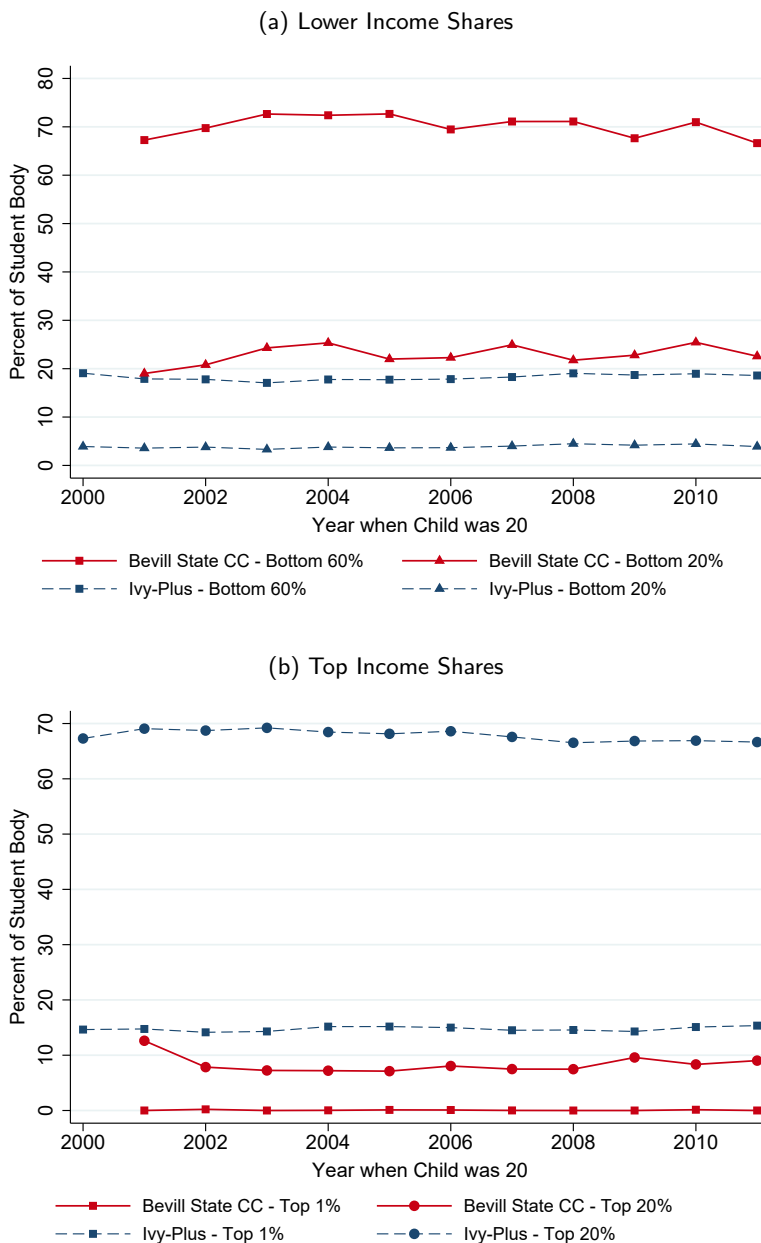 (a) Lower Income Shares
Percent of Student Body
80
70
60
50
40
30
20
10
0
2000 2002 2004 2006 2008 2010
Year when Child was 20
Bevill State CC - Bottom 60% Bevill State CC - Bottom 20%
Ivy-Plus - Bottom 60% Ivy-Plus - Bottom 20%
(b) Top Income Shares
Percent of Student Body
70
60
50
40
30
20
10
0
2000 2002 2004 2006 2008 2010
Year when Child was 20
Bevill State CC - Top 1% Bevill State CC - Top 20%
Ivy-Plus - Top 1% Ivy-Plus - Top 20%